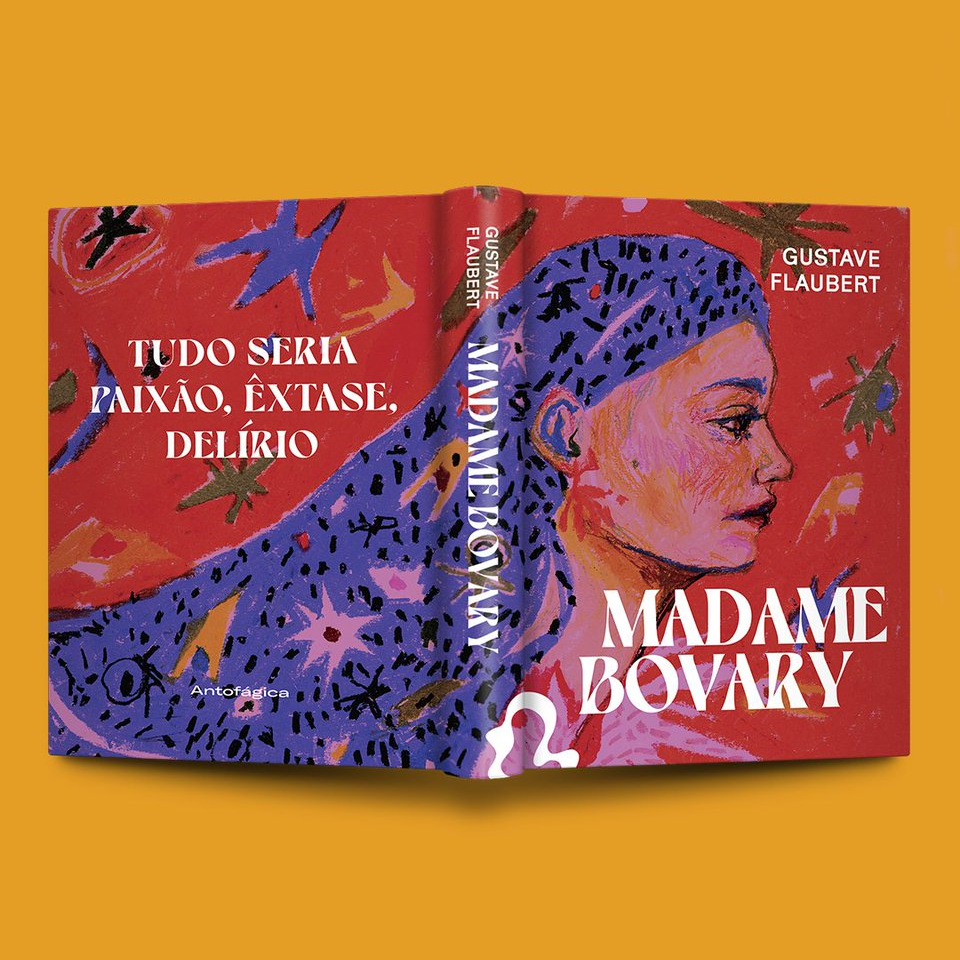 TUDO SERIA
PAIXÃO, ÊXTASE,
DELÍRIO
Antofágica
GUSTAVE
FLAUBERT
MADAME BOVARY
GUSTAVE
FLAUBERT
MADAME
BOVARY